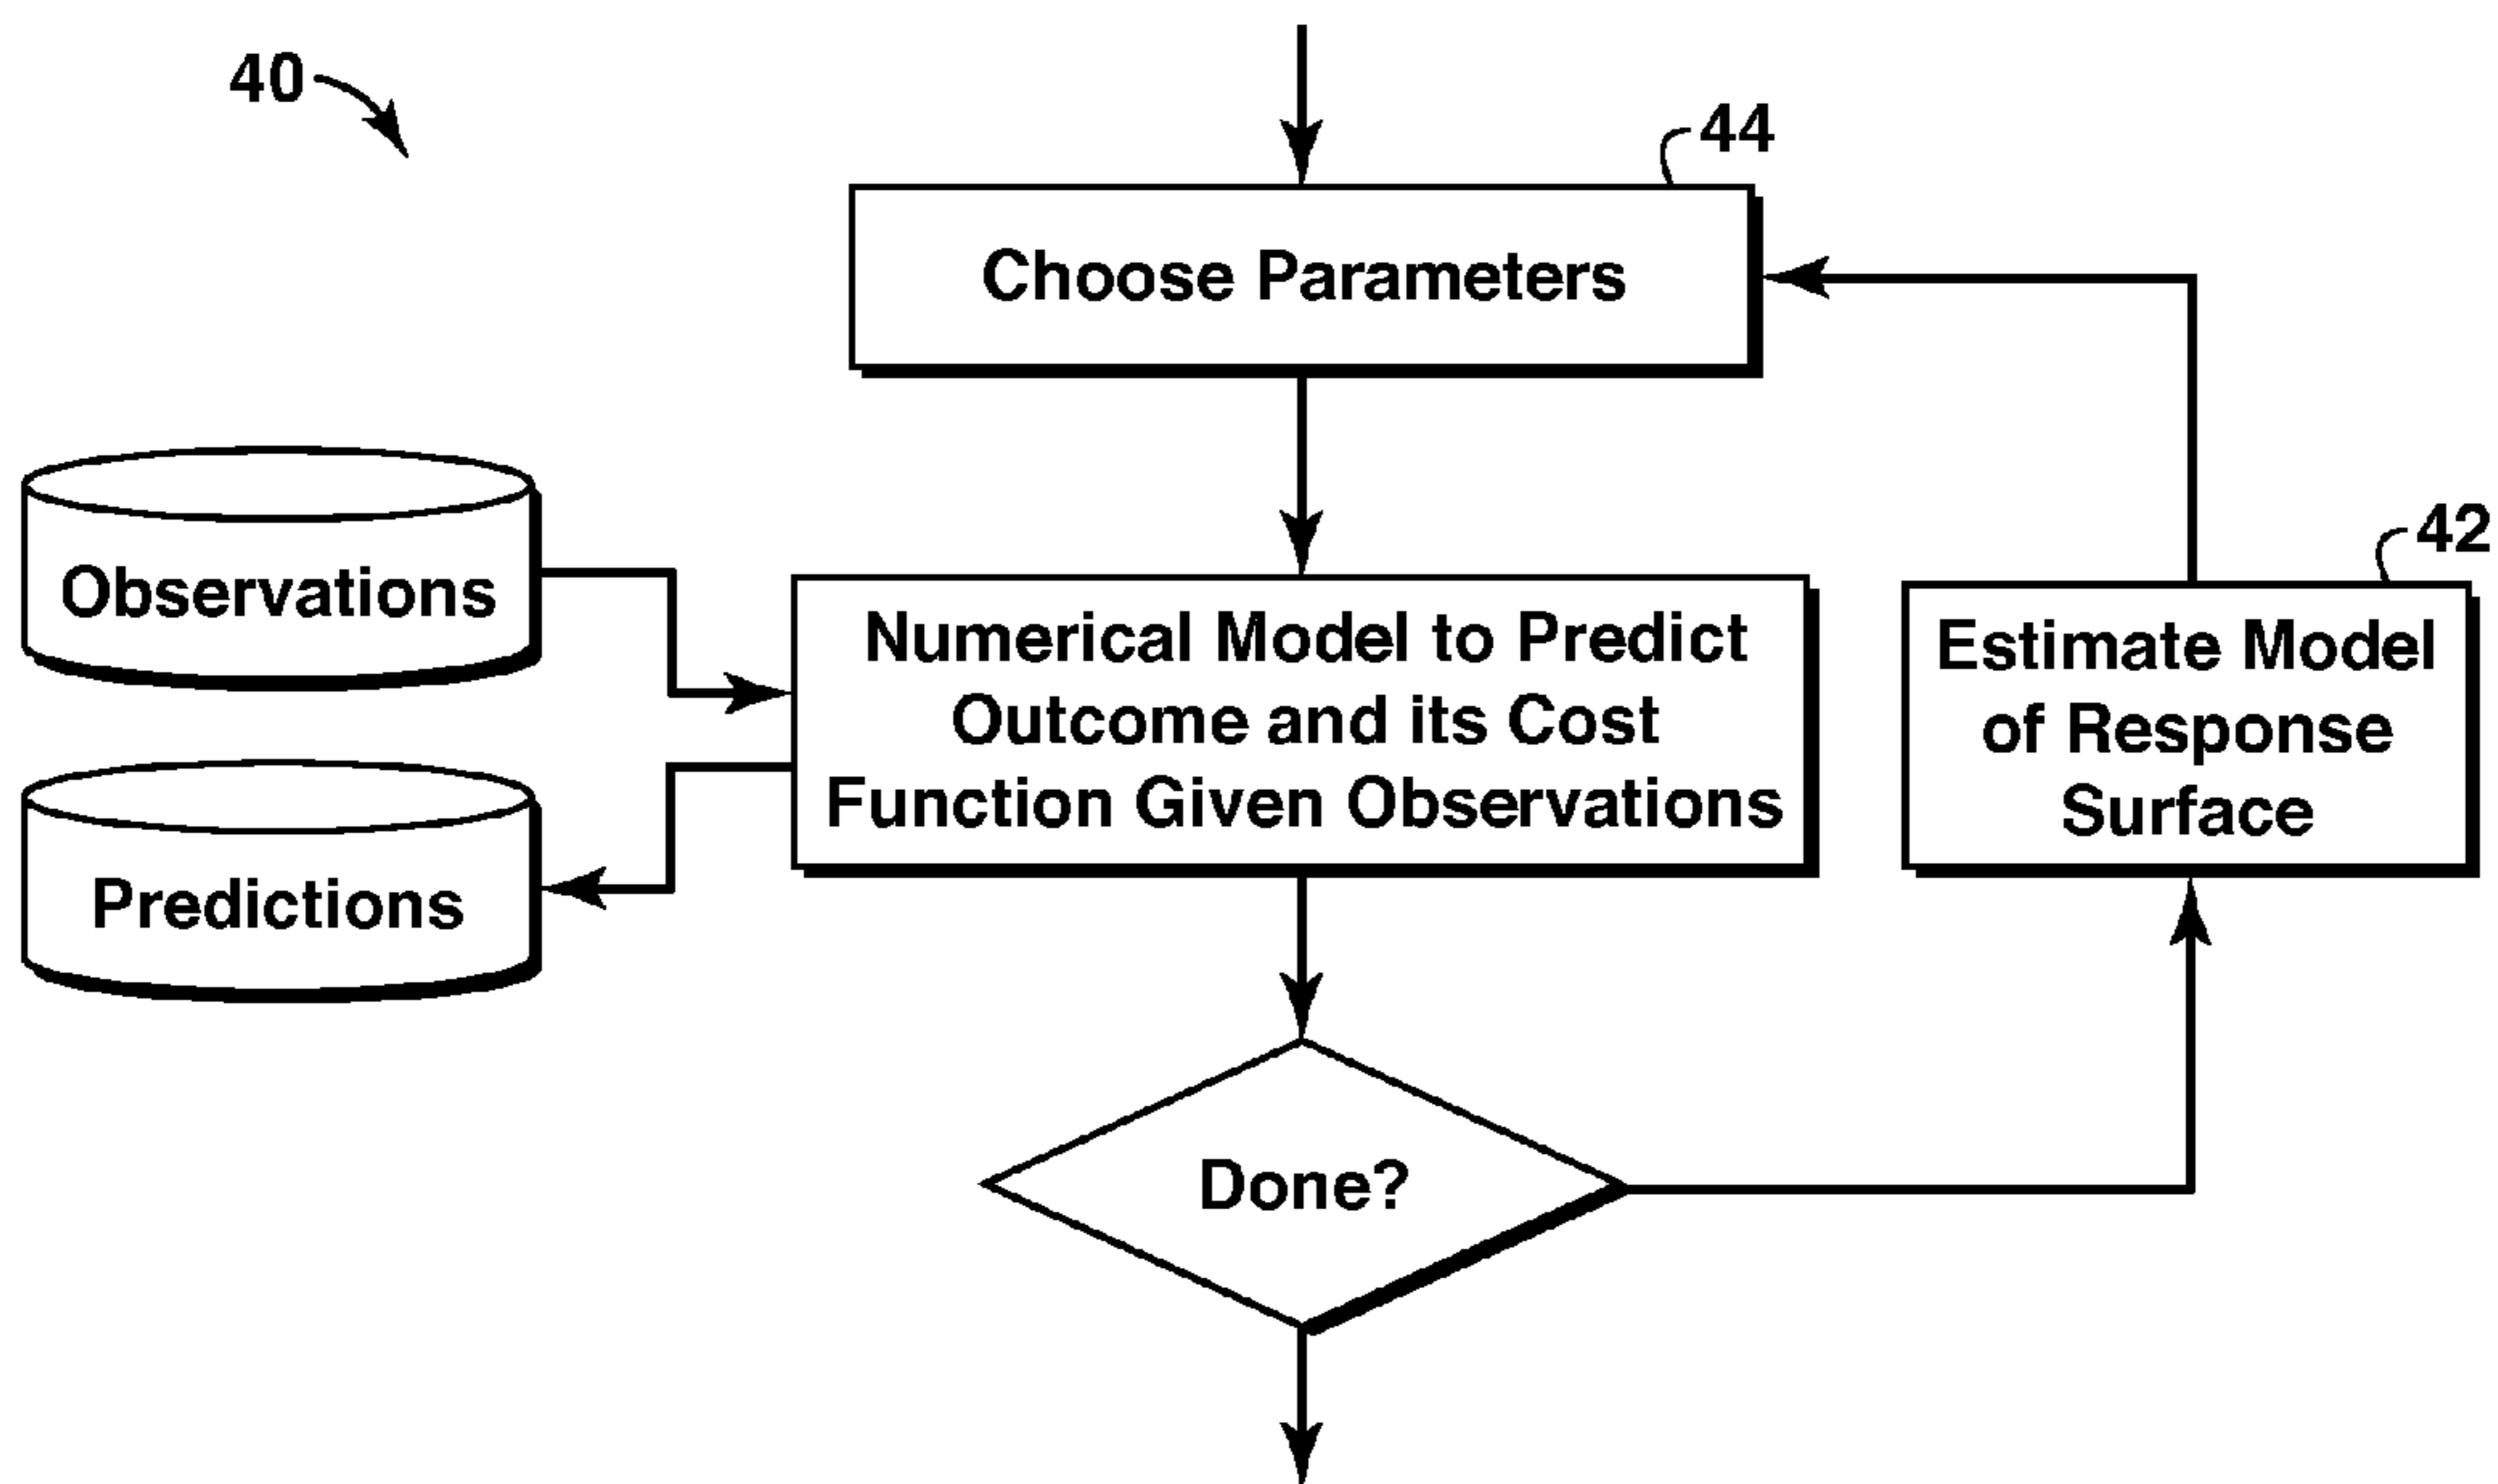 40
44
Choose Parameters
Observations
42
Numerical Model to Predict
Outcome and its Cost
Function Given Observations
Estimate Model
of Response
Surface
Predictions
Done?